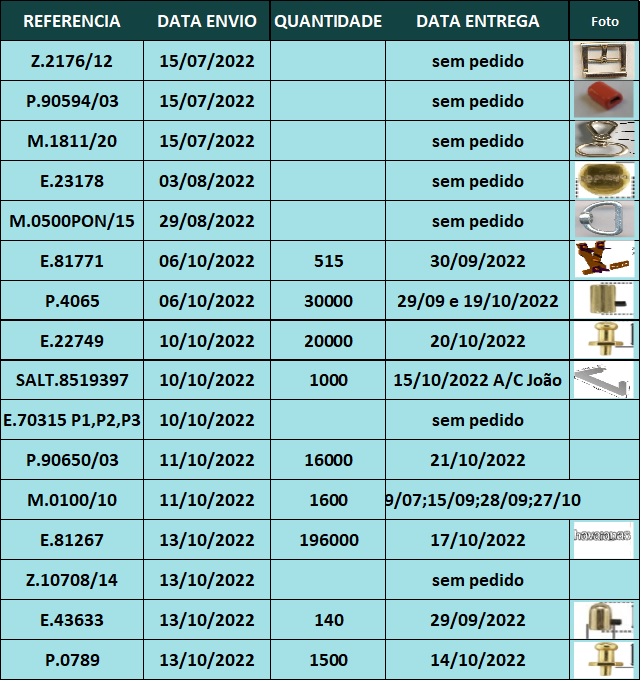 REFERENCIA DATA ENVIO QUANTIDADE DATA ENTREGA Foto
Z.2176/12 15/07/2022 sem pedido
P.90594/03 15/07/2022 sem pedido
M.1811/20 15/07/2022 sem pedido
E.23178 03/08/2022 sem pedido
M.0500PON/15 29/08/2022 sem pedido
E.81771 06/10/2022 515 30/09/2022
P.4065 06/10/2022 30000 29/09 e 19/10/2022
E.22749 10/10/2022 20000 20/10/2022
SALT.8519397 10/10/2022 1000 15/10/2022 A/C João
E.70315 P1,P2,P3 10/10/2022 sem pedido
P.90650/03 11/10/2022 16000 21/10/2022
M.0100/10 11/10/2022 1600 9/07;15/09;28/09;27/10
E.81267 13/10/2022 196000 17/10/2022 havaianas
Z.10708/14 13/10/2022 sem pedido
E.43633 13/10/2022 140 29/09/2022
P.0789 13/10/2022 1500 14/10/2022